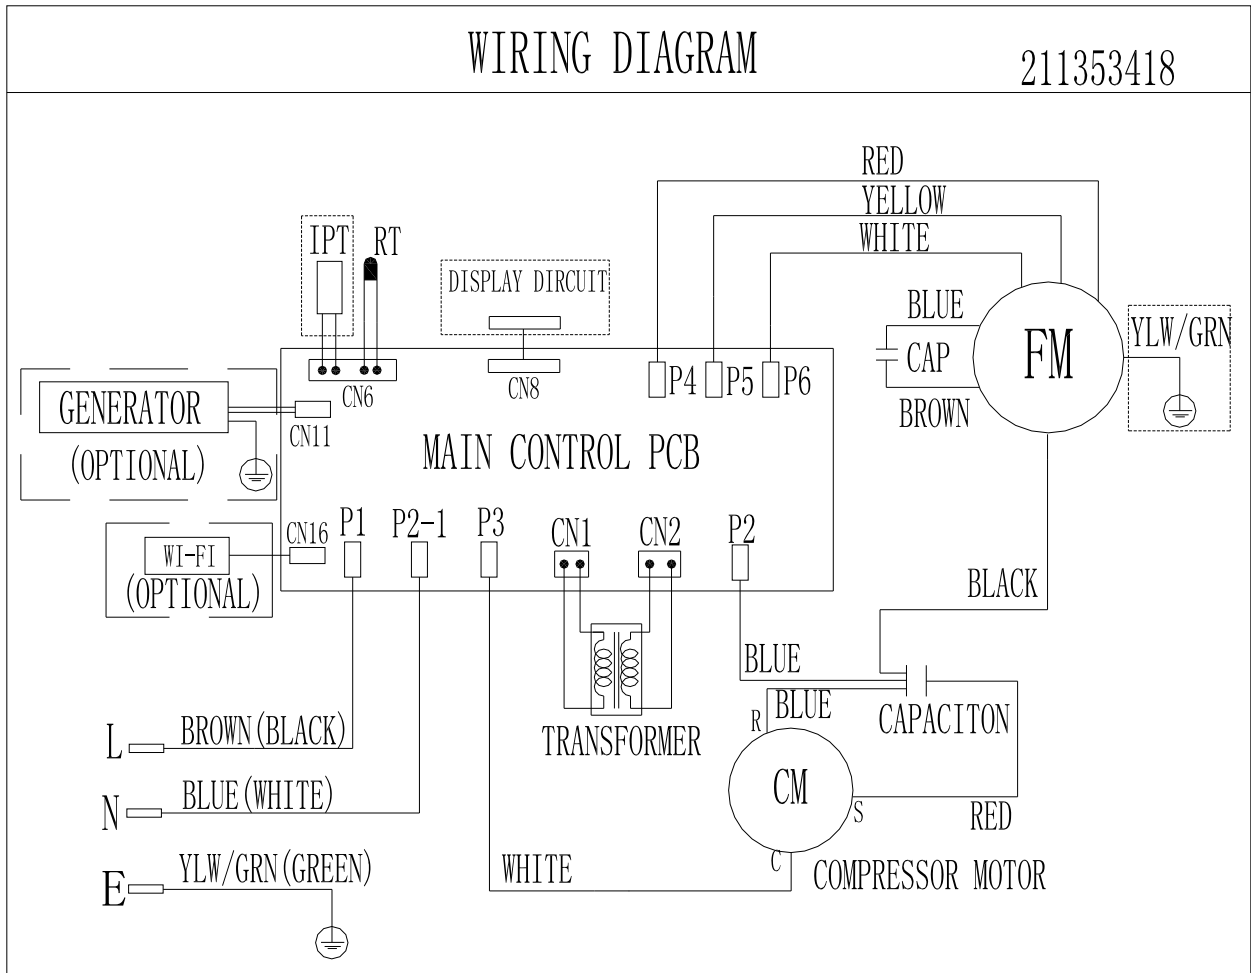 WIRING DIAGRAM
211353418
RED
YELLOW
WHITE
IPT
RT
DISPLAY DIRCUIT
BLUE
CAP
BROWN
FM
YLW/GRN
CN6
CN8
P4
P5
P6
GENERATOR
(OPTIONAL)
CN11
MAIN CONTROL PCB
CN16
P1
P2-1
P3
CN1
CN2
P2
WI-FI
(OPTIONAL)
BLACK
BLUE
BLUE
R
CAPACITON
TRANSFORMER
L
BROWN(BLACK)
CM
S
RED
N
BLUE(WHITE)
C
COMPRESSOR MOTOR
WHITE
E
YLW/GRN(GREEN)